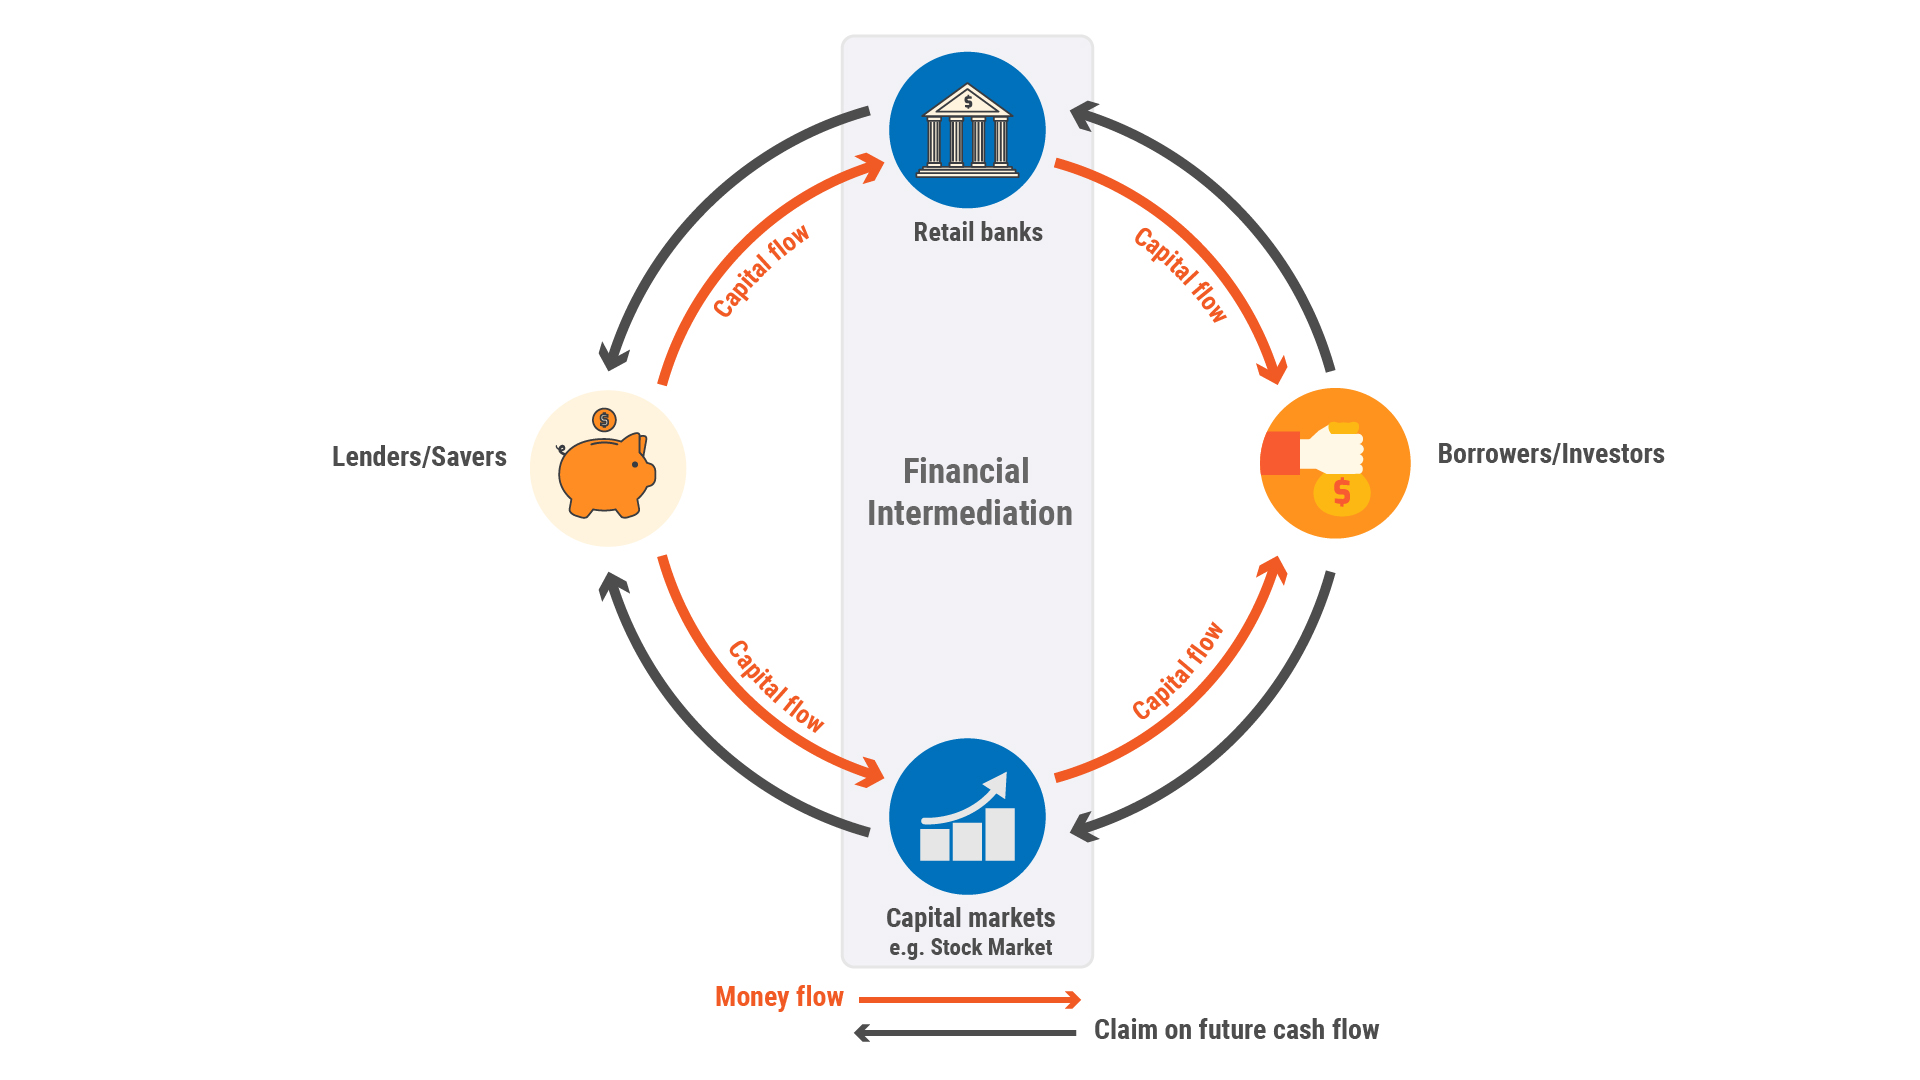 $
Retail banks
Capital flow
Capital flow
$
Lenders/Savers
Financial
Intermediation
$
Borrowers/Investors
Capital flow
Capital flow
Capital markets
e.g. Stock Market
Money flow
Claim on future cash flow